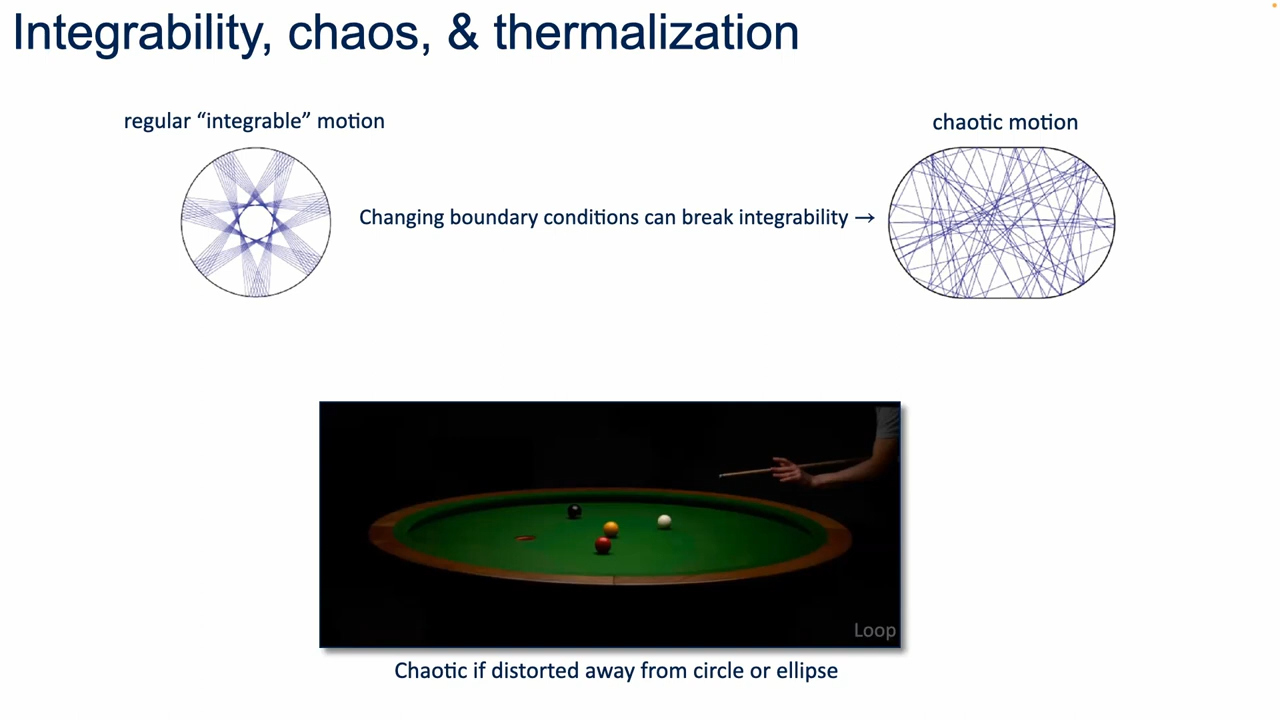 Integrability, chaos, & thermalization
regular “integrable” motion
chaotic motion
Changing boundary conditions can break integrability →
Loop
Chaotic if distorted away from circle or ellipse